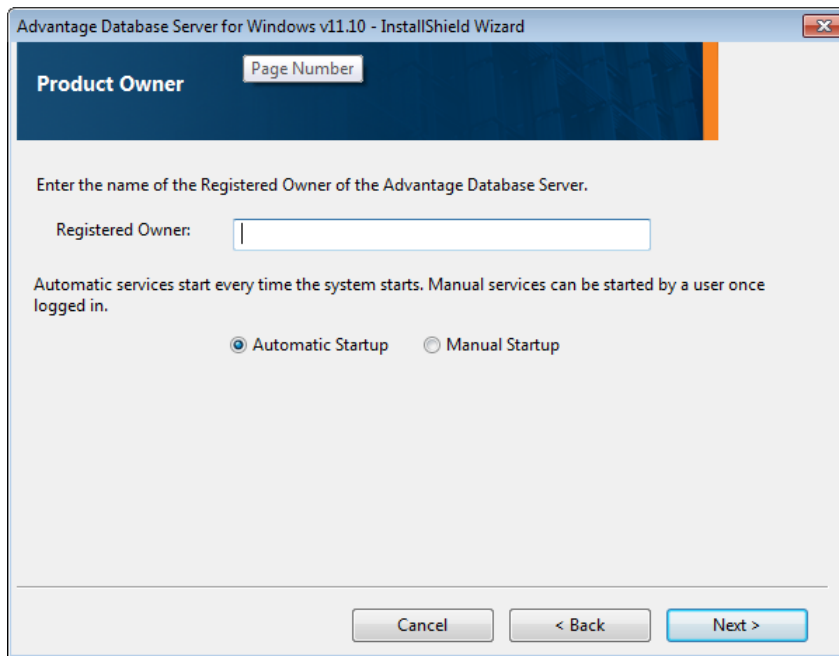 Advantage Database Server for Windows v11.10 - InstallShield Wizard
Page Number
Product Owner
Enter the name of the Registered Owner of the Advantage Database Server.
Registered Owner:
Automatic services start every time the system starts. Manual services can be started by a user once
logged in.
Automatic Startup Manual Startup
Cancel < Back Next >